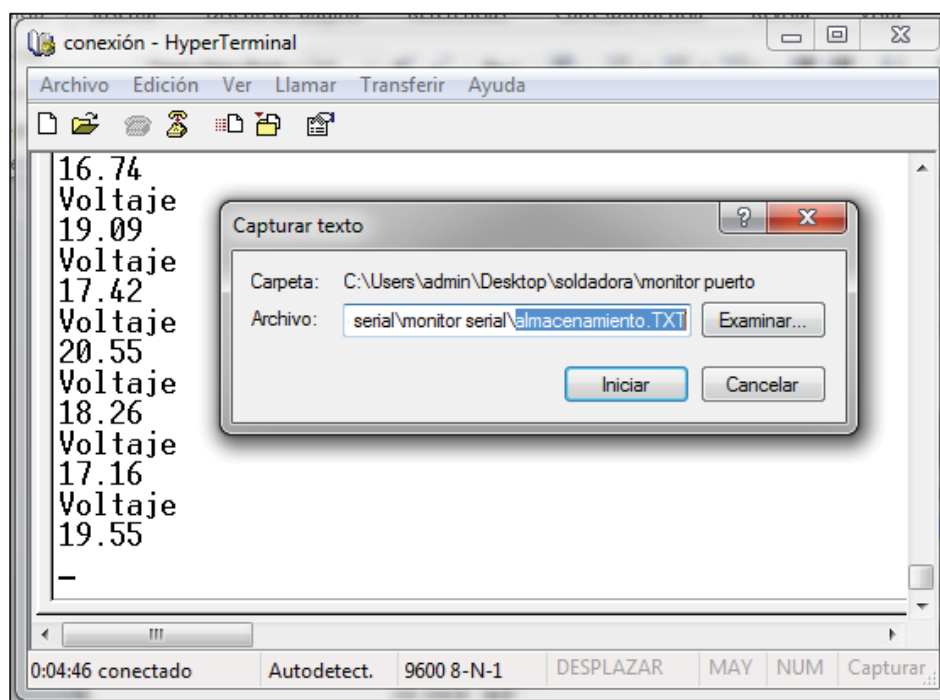 conexión - HyperTerminal
Archivo Edición Ver Llamar Transferir Ayuda
16.74
Voltaje
19.09
Voltaje
17.42
Voltaje
20.55
Voltaje
18.26
Voltaje
17.16
Voltaje
19.55
Capturar texto
Carpeta: C:\Users\admin\Desktop\soldadora\monitor puerto
Archivo: serial\monitor serial\almacenamiento.TXT Examinar...
Iniciar Cancelar
0:04:46 conectado Autodetect. 9600 8-N-1 DESPLAZAR MAY NUM Capturar